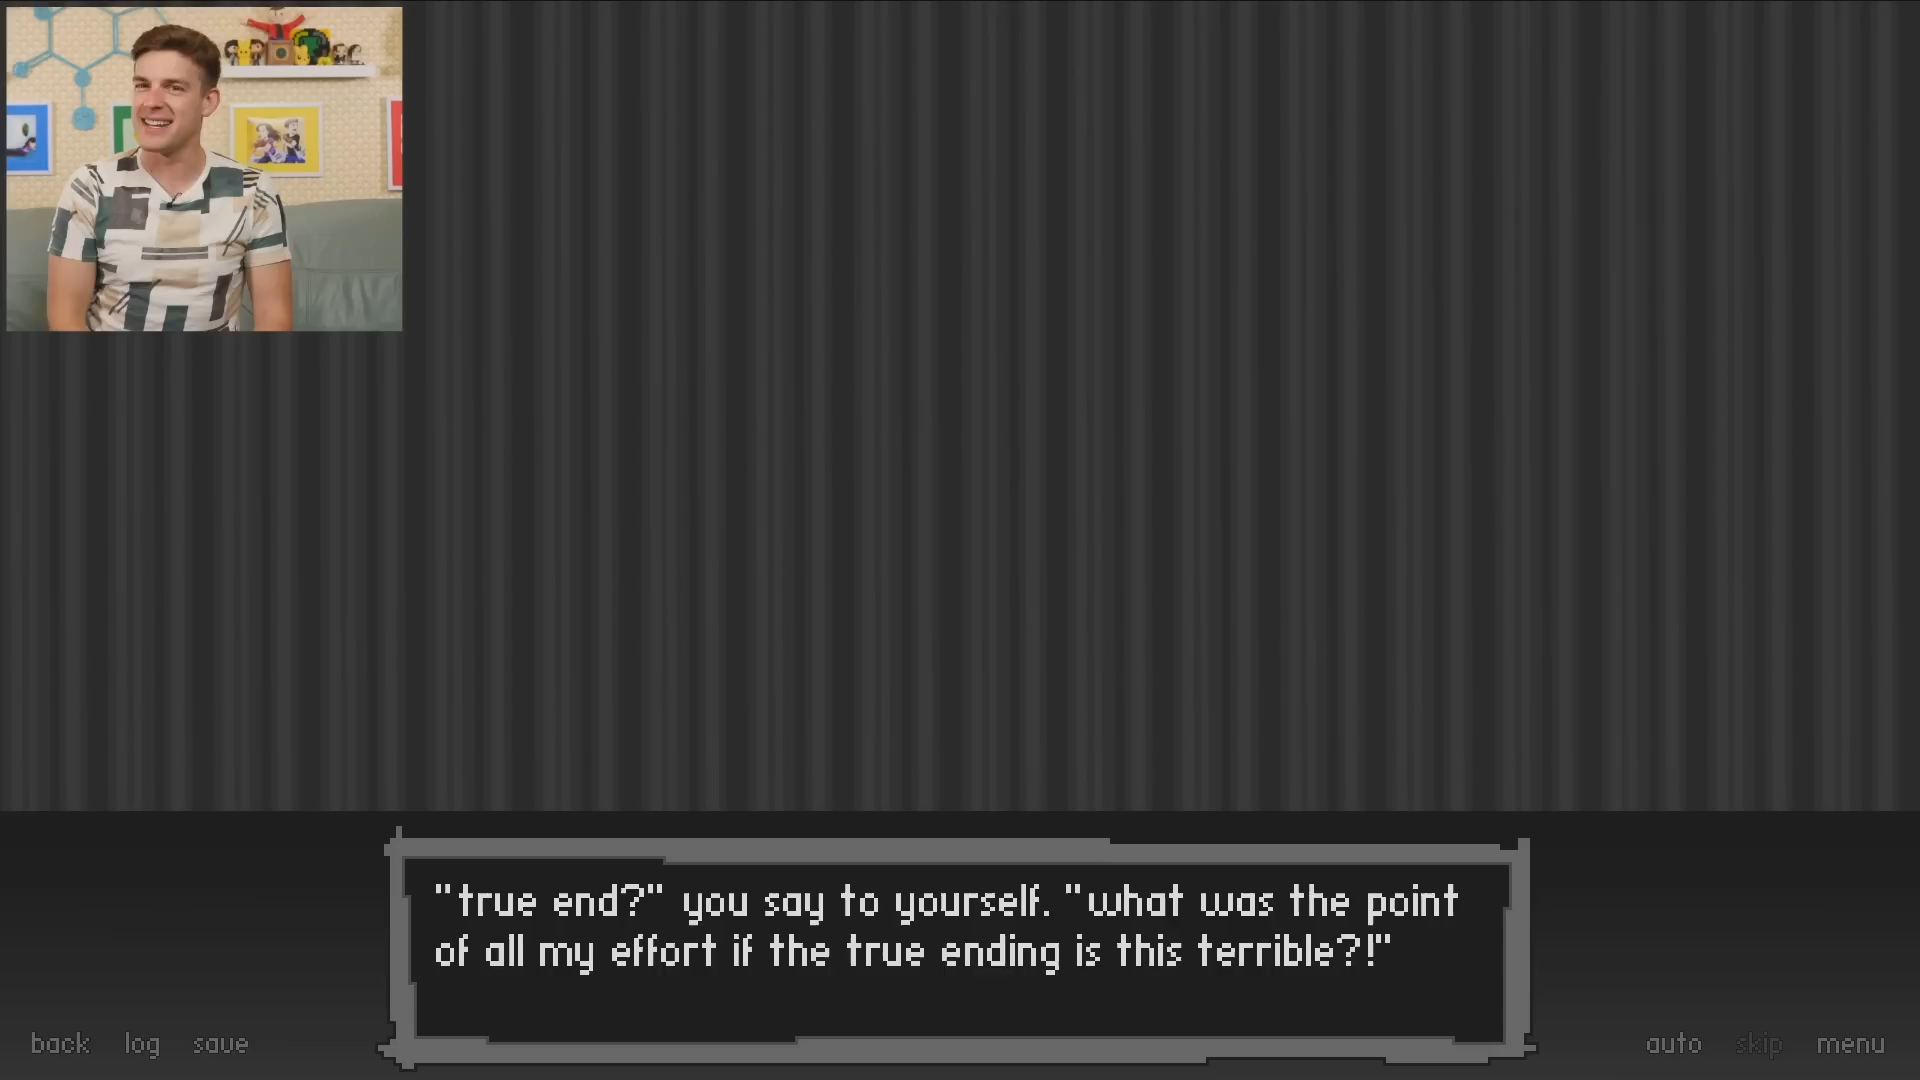 "true end?" you say to yourself. "what was the point
of all my effort if the true ending is this terrible?!"
back log save
auto skip menu